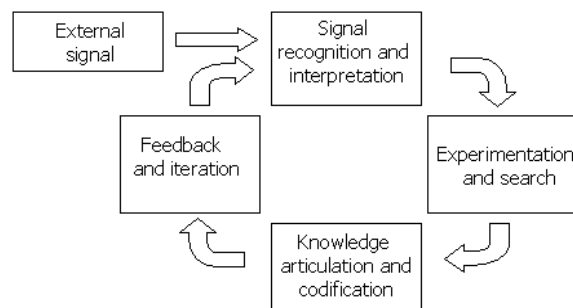 External
signal
Signal
recognition and
interpretation
Experimentation
and search
Knowledge
articulation and
codification
Feedback
and iteration